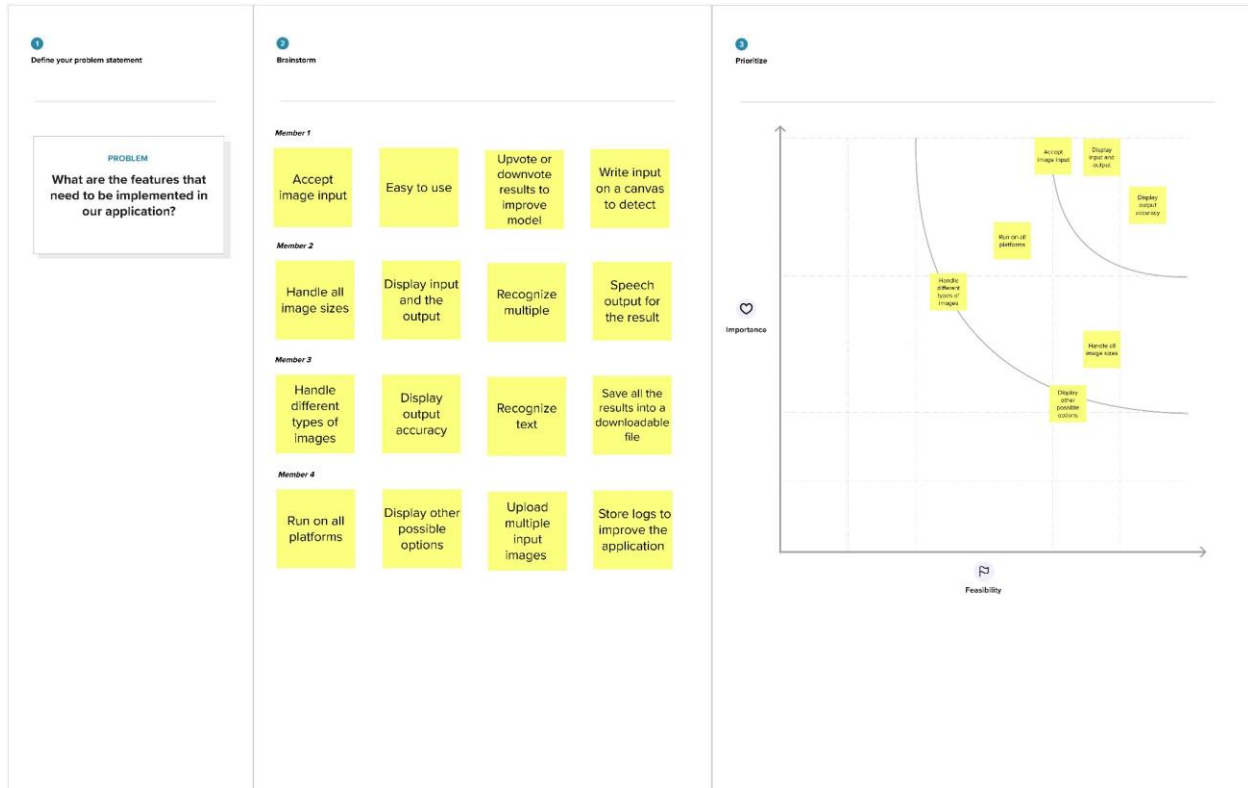 1
Define your problem statement
PROBLEM
What are the features that
need to be implemented in
our application?
2
Brainstorm
Member 1
Accept
image input
Easy to use
Upvote or
downvote
results to
improve
model
Write input
on a canvas
to detect
Member 2
Handle all
image sizes
Display input
and the
output
Recognize
multiple
Speech
output for
the result
Member 3
Handle
different
types of
images
Display
output
accuracy
Recognize
text
Save all the
results into a
downloadable
file
Member 4
Run on all
platforms
Display other
possible
options
Upload
multiple
input
images
Store logs to
improve the
application
3
Prioritize
Accept
image input
Display
input and
output
Display
output
accuracy
Run on all
platforms
Handle
different
types of
images
Handle all
image sizes
Display
other
possible
options
Importance
Feasibility